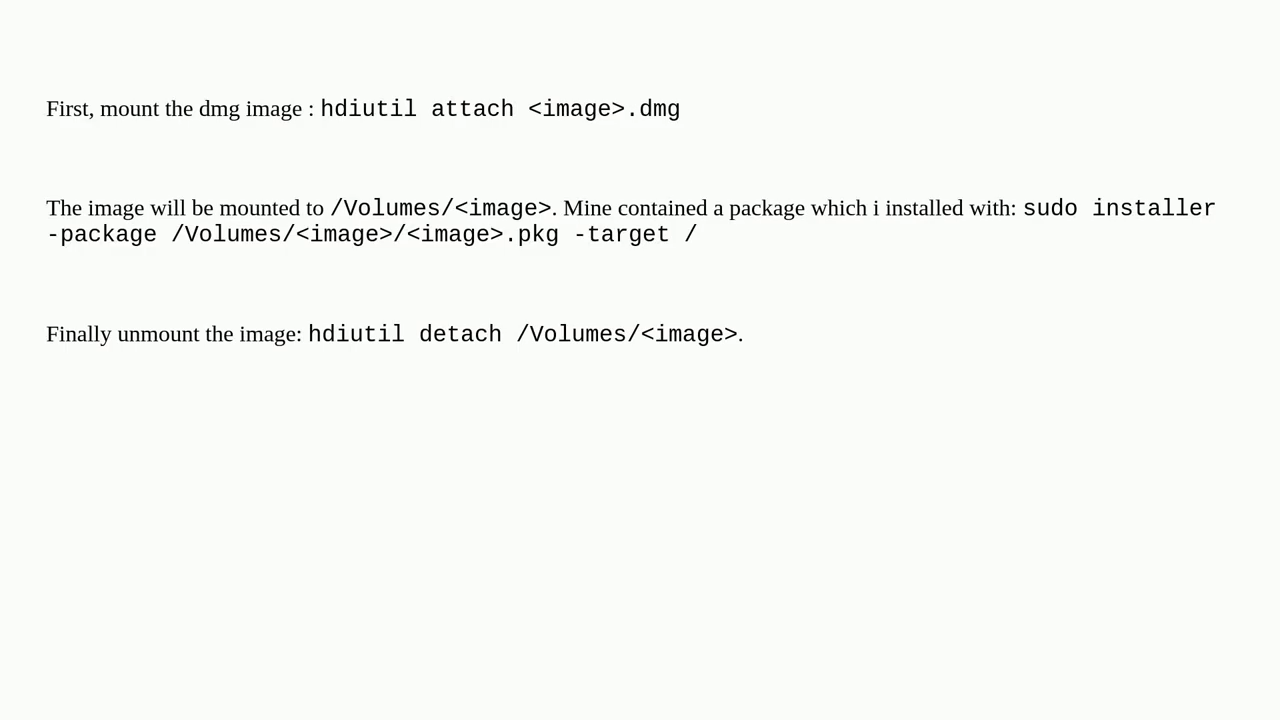 First, mount the dmg image : hdiutil attach <image>.dmg
The image will be mounted to /Volumes/<image>. Mine contained a package which i installed with: sudo installer
-package /Volumes/<image>/<image>.pkg -target /
Finally unmount the image: hdiutil detach /Volumes/<image>.